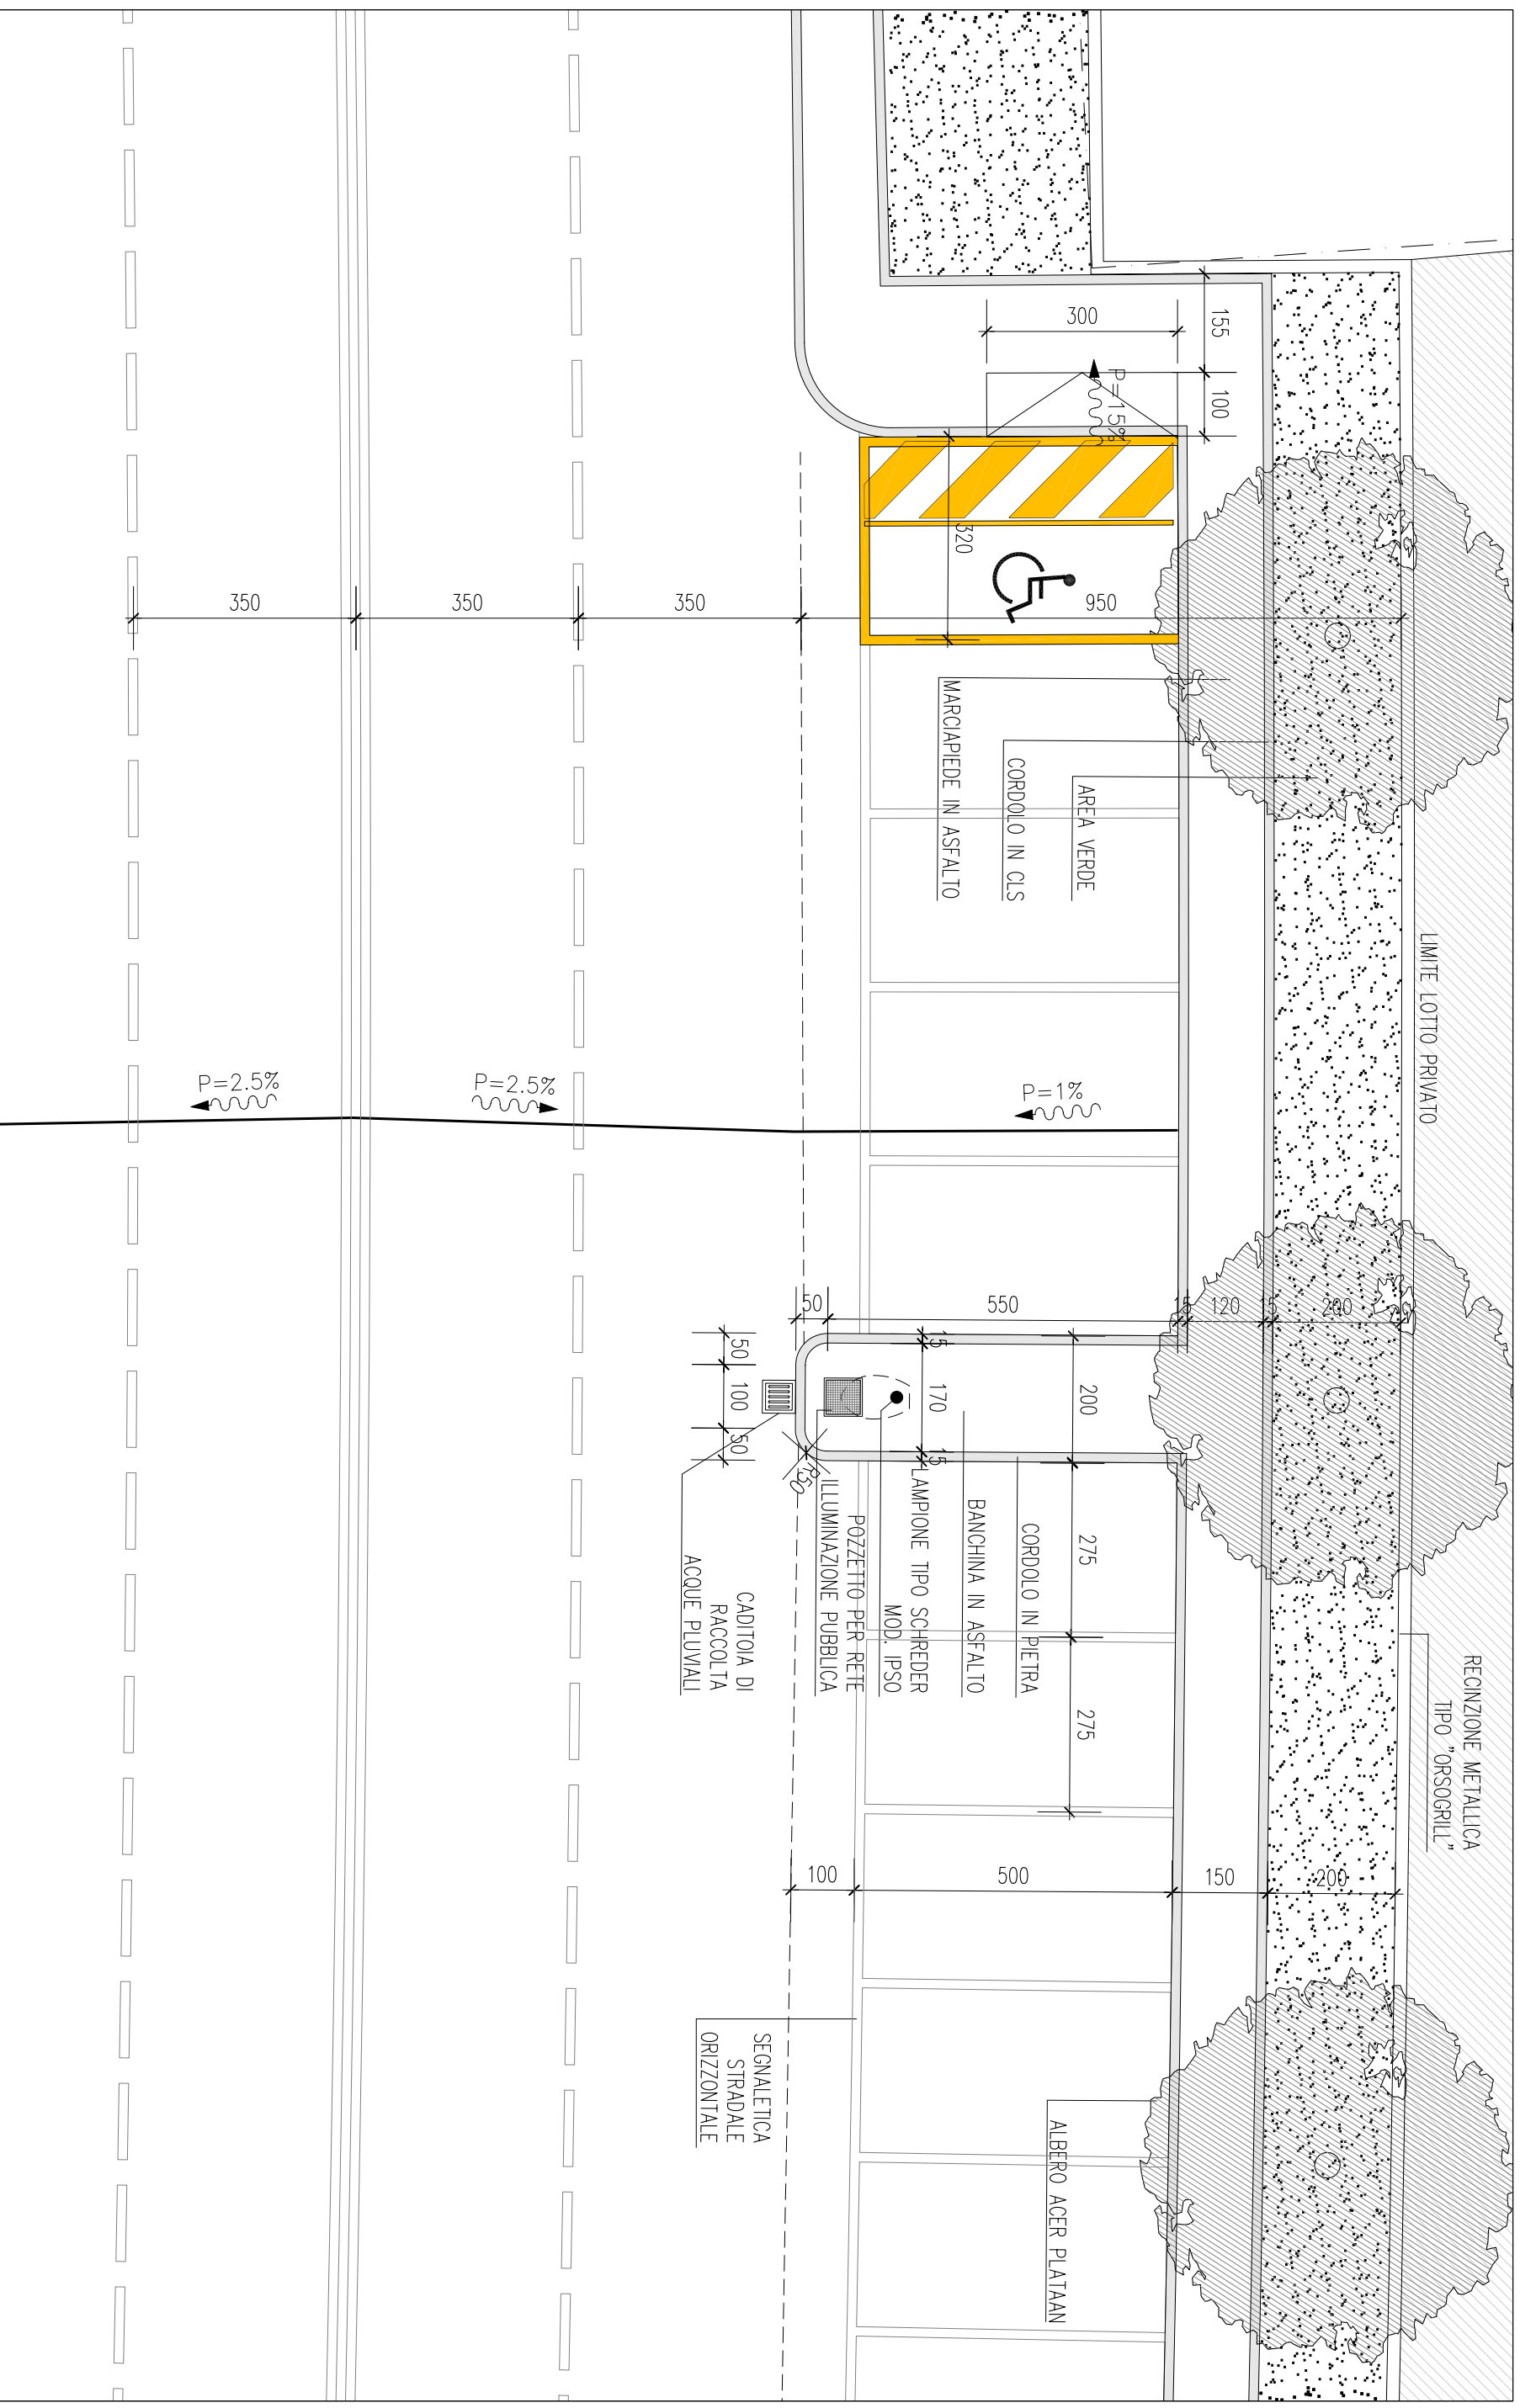 300
155
100
P=15%
320
350
350
350
950
MARCIAPIEDE IN ASFALTO
CORDOLO IN CLS
AREA VERDE
LIMITE LOTTO PRIVATO
P=2.5%
P=2.5%
P=1%
50
550
15
120
15
200
50
100
50
15
170
15
200
275
275
R50
CORDOLO IN PIETRA
BANCHINA IN ASFALTO
LAMPIONE TIPO SCHREDER
MOD. IPSO
POZZETTO PER RETE
ILLUMINAZIONE PUBBLICA
CADITOIA DI
RACCOLTA
ACQUE PLUVIALI
RECINZIONE METALLICA
TIPO "ORSOGRILL"
100
500
150
200
SEGNALETICA
STRADALE
ORIZZONTALE
ALBERO ACER PLATAAN